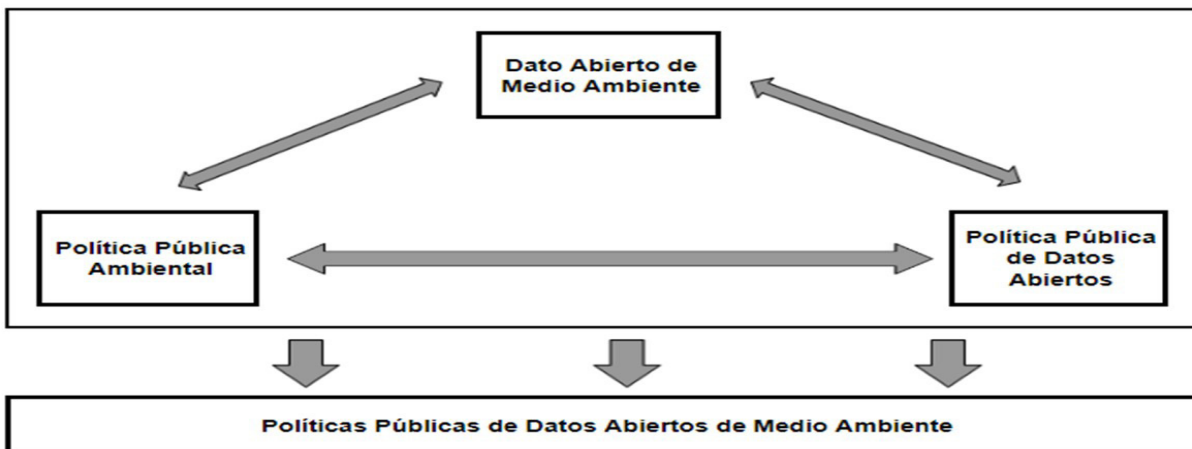 Dato Abierto de
Medio Ambiente
Política Pública
Ambiental
Política Pública
de Datos
Abiertos
Políticas Públicas de Datos Abiertos de Medio Ambiente